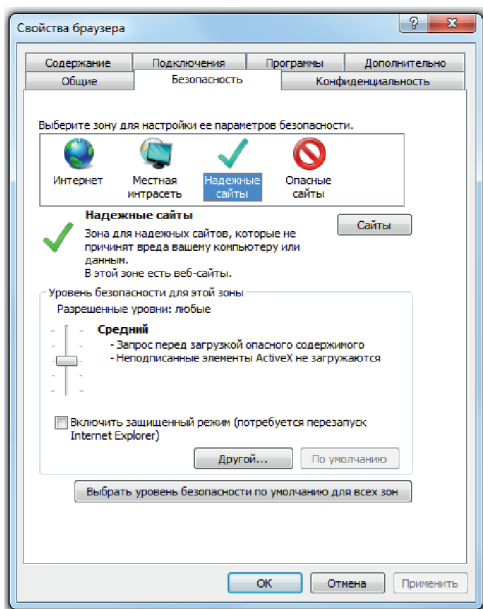 Свойства браузера
Содержание Подключения Программы Дополнительно
Общие Безопасность Конфиденциальность
Выберите зону для настройки ее параметров безопасности.
Интернет Местная интрасеть Надежные сайты Опасные сайты
Надежные сайты
Сайты
Зона для надежных сайтов, которые не
причинят вреда вашему компьютеру или
данным.
В этой зоне есть веб-сайты.
Уровень безопасности для этой зоны
Разрешенные уровни: любые
Средний
- Запрос перед загрузкой опасного содержимого
- Неподписанные элементы ActiveX не загружаются
Включить защищенный режим (потребуется перезапуск
Internet Explorer)
Другой... По умолчанию
Выбрать уровень безопасности по умолчанию для всех зон
ОК Отмена Применить